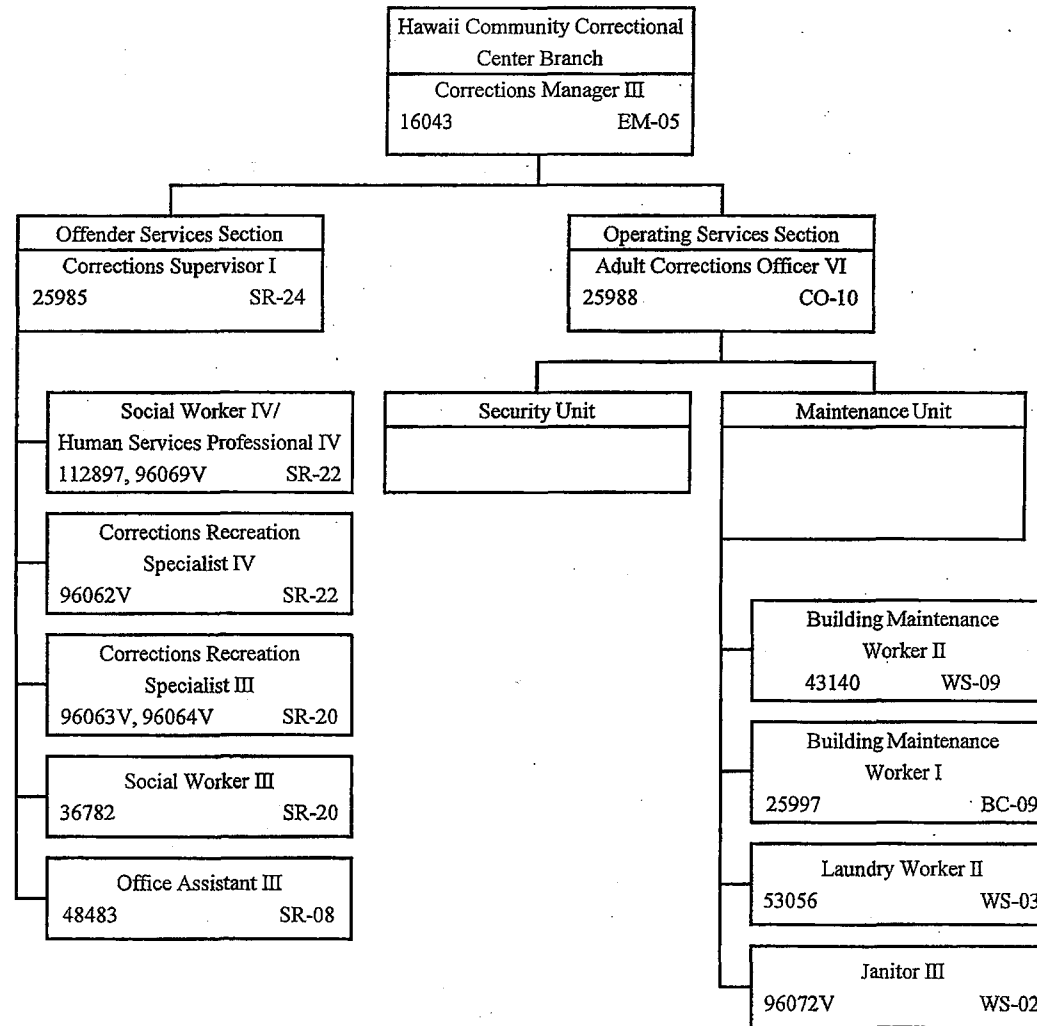 Hawaii Community Correctional
Center Branch
Corrections Manager III
16043 EM-05
Offender Services Section
Corrections Supervisor I
25985 SR-24
Operating Services Section
Adult Corrections Officer VI
25988 CO-10
Social Worker IV/
Human Services Professional IV
112897, 96069V SR-22
Corrections Recreation
Specialist IV
96062V SR-22
Corrections Recreation
Specialist III
96063V, 96064V SR-20
Social Worker III
36782 SR-20
Office Assistant III
48483 SR-08
Security Unit
Maintenance Unit
Building Maintenance
Worker II
43140 WS-09
Building Maintenance
Worker I
25997 BC-09
Laundry Worker II
53056 WS-03
Janitor III
96072V WS-02